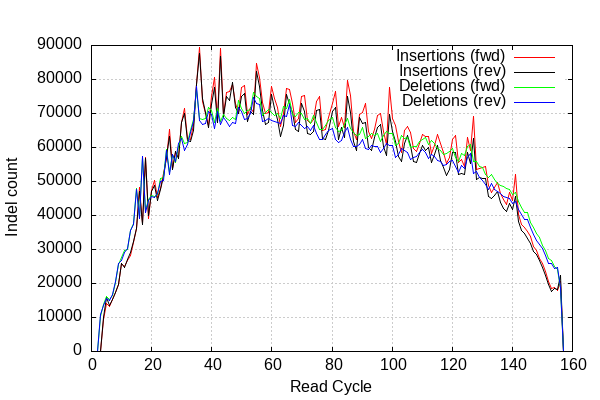 90000
80000
70000
60000
50000
40000
30000
20000
10000
0
Indel count
Insertions (fwd)
Insertions (rev)
Deletions (fwd)
Deletions (rev)
0 20 40 60 80 100 120 140 160
Read Cycle